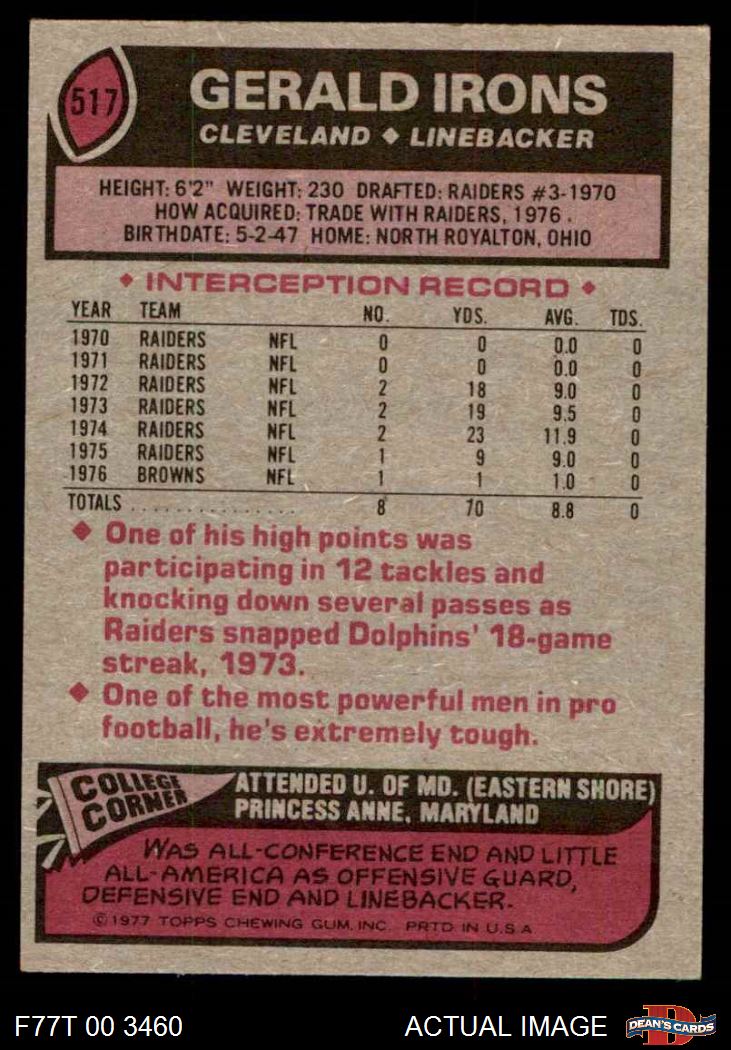 517
GERALD IRONS
CLEVELAND ◆ LINEBACKER
HEIGHT: 6'2" WEIGHT: 230 DRAFTED: RAIDERS #3-1970
HOW ACQUIRED: TRADE WITH RAIDERS, 1976.
BIRTHDATE: 5-2-47 HOME: NORTH ROYALTON, OHIO
◆ INTERCEPTION RECORD ◆
YEAR TEAM NO. YDS. AVG. TDS.
1970 RAIDERS NFL 0 0 0.0 0
1971 RAIDERS NFL 0 0 0.0 0
1972 RAIDERS NFL 2 18 9.0 0
1973 RAIDERS NFL 2 19 9.5 0
1974 RAIDERS NFL 2 23 11.9 0
1975 RAIDERS NFL 1 9 9.0 0
1976 BROWNS NFL 1 1 1.0 0
TOTALS ................ 8 70 8.8 0
◆ One of his high points was
participating in 12 tackles and
knocking down several passes as
Raiders snapped Dolphins' 18-game
streak, 1973.
◆ One of the most powerful men in pro
football, he's extremely tough.
COLLEGE
CORNER
ATTENDED U. OF MD. (EASTERN SHORE)
PRINCESS ANNE, MARYLAND
WAS ALL-CONFERENCE END AND LITTLE
ALL-AMERICA AS OFFENSIVE GUARD,
DEFENSIVE END AND LINEBACKER.
©1977 TOPPS CHEWING GUM, INC. PRTD IN U.S.A
F77T 00 3460
ACTUAL IMAGE
D
DEAN'S CARDS